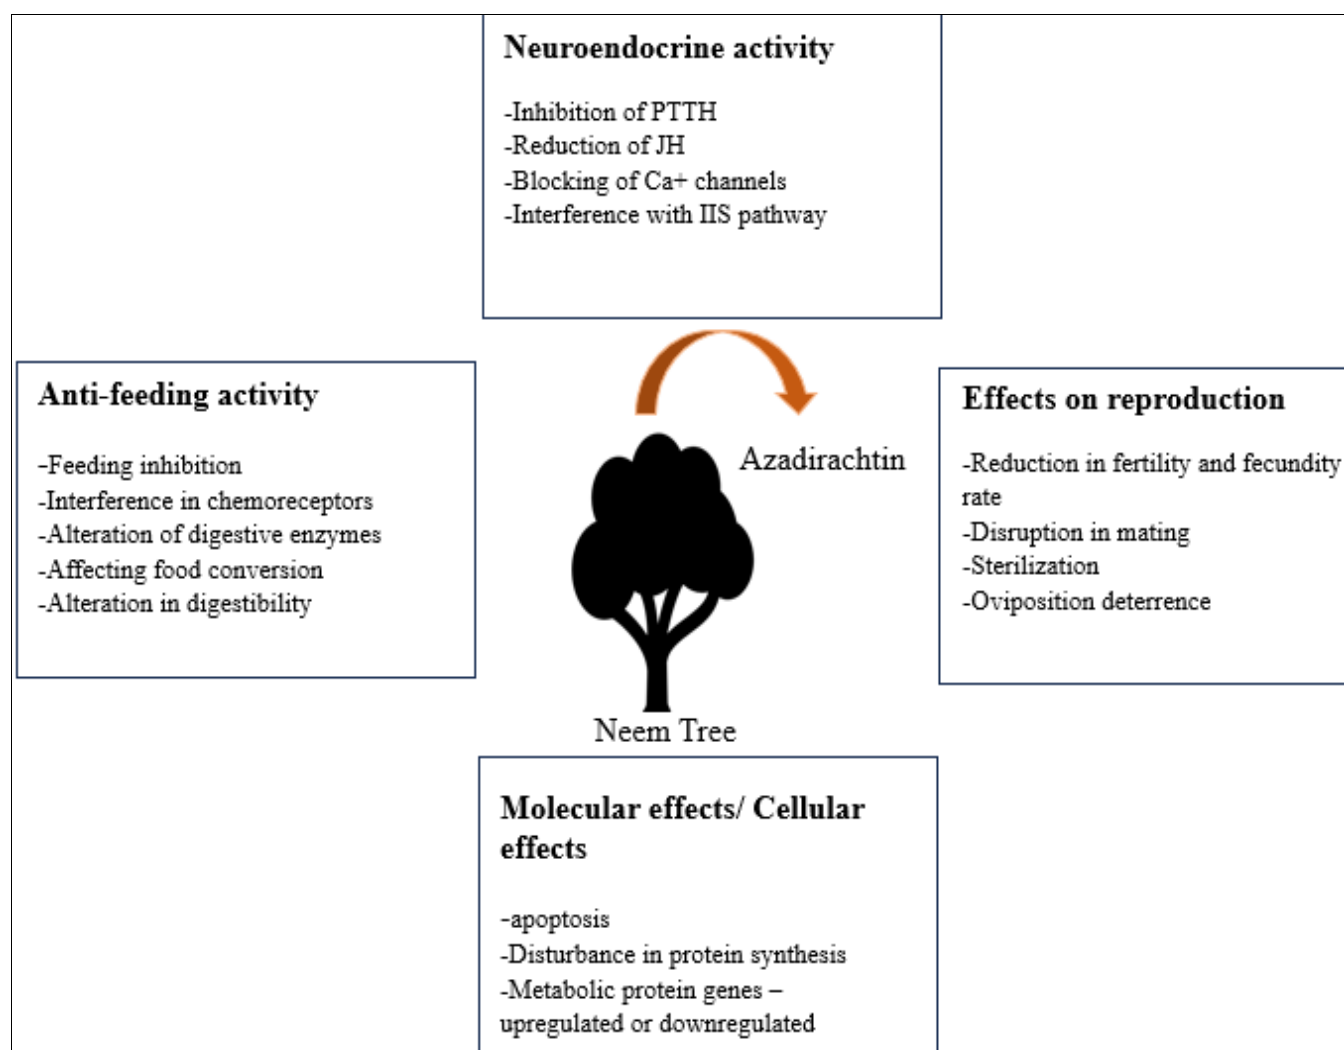 Neuroendocrine activity
-Inhibition of PTTH
-Reduction of JH
-Blocking of Ca+ channels
-Interference with IIS pathway
Anti-feeding activity
-Feeding inhibition
-Interference in chemoreceptors
-Alteration of digestive enzymes
-Affecting food conversion
-Alteration in digestibility
Azadirachtin
Neem Tree
Effects on reproduction
-Reduction in fertility and fecundity
rate
-Disruption in mating
-Sterilization
-Oviposition deterrence
Molecular effects/ Cellular
effects
-apoptosis
-Disturbance in protein synthesis
-Metabolic protein genes –
upregulated or downregulated